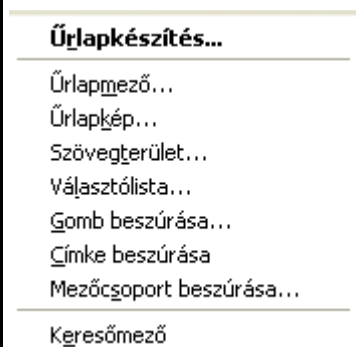 Űrlapkészítés...
Űrlapmező...
Űrlapkép...
Szövegterület...
Választólista...
Gomb beszúrása...
Címke beszúrása
Mezőcsoport beszúrása...
Keresőmező